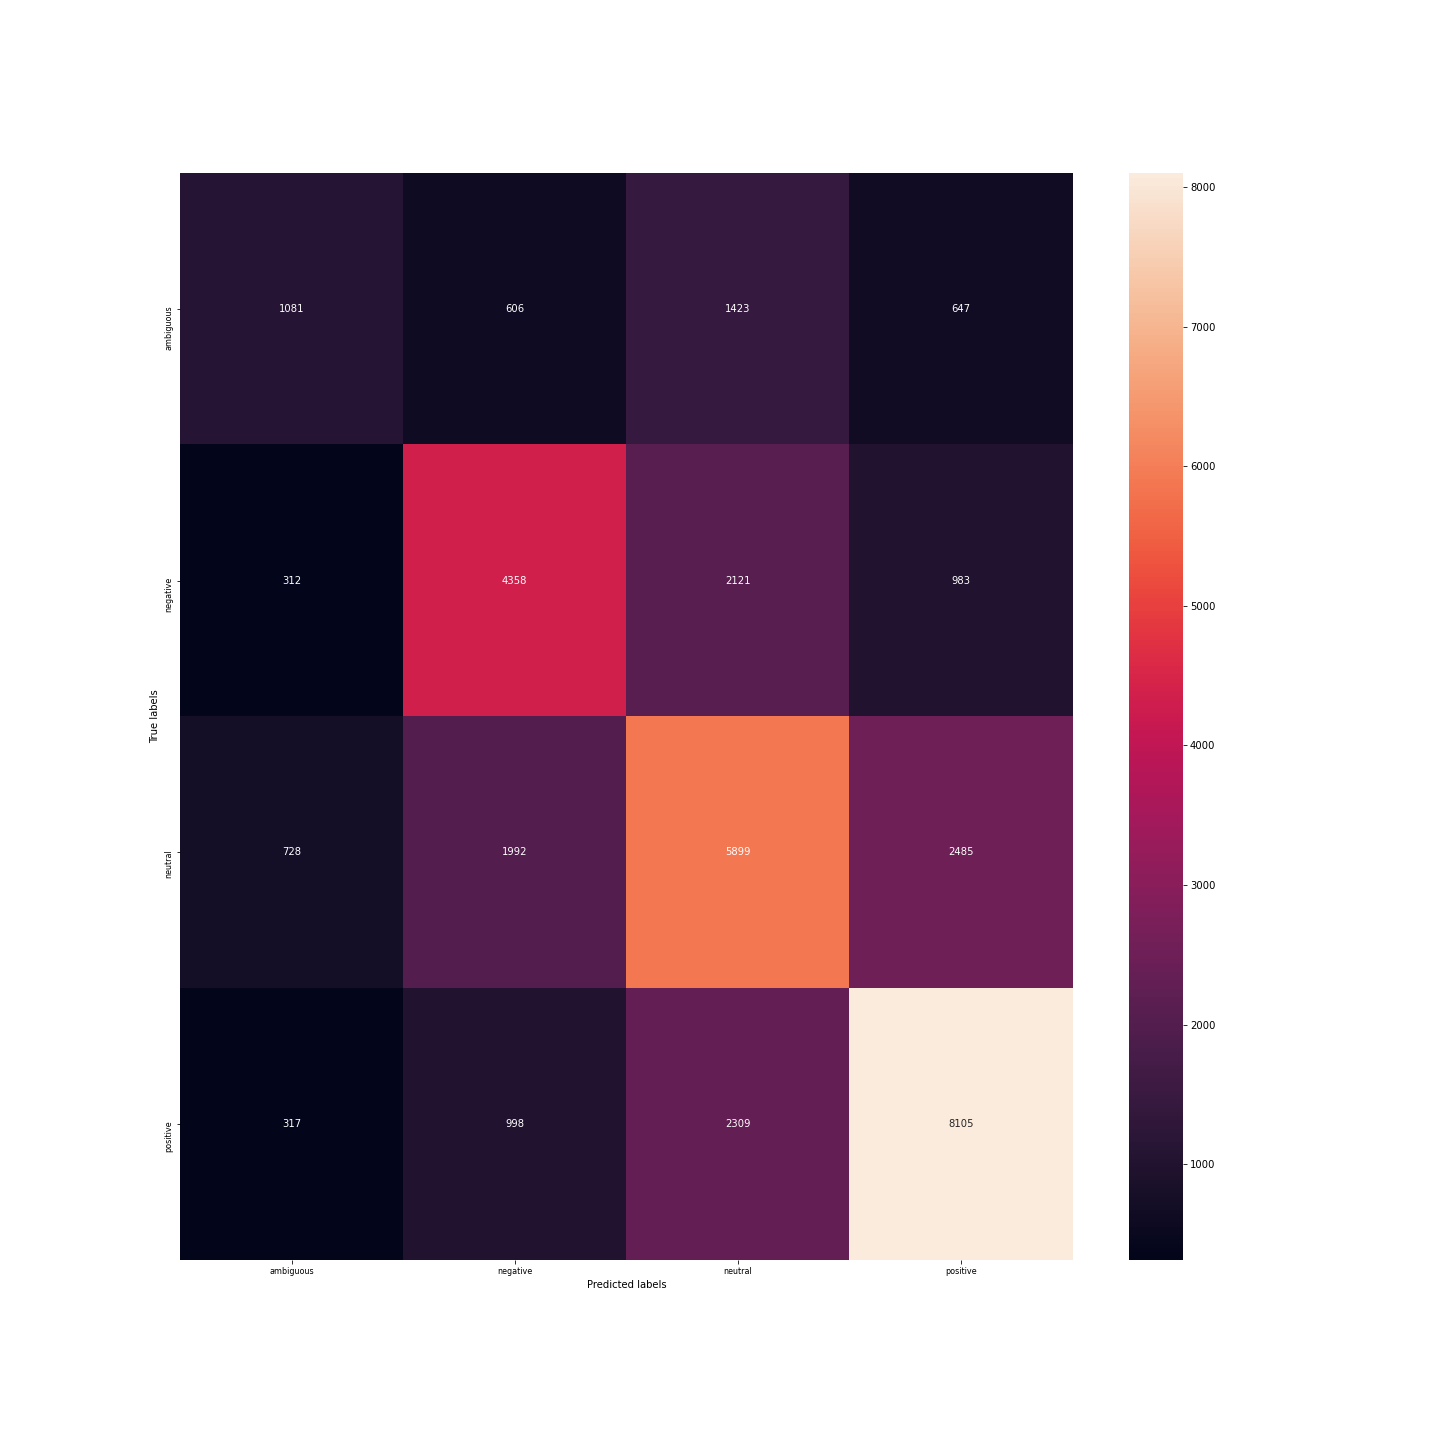 1081 606 1423 647
312 4358 2121 983
728 1992 5899 2485
317 998 2309 8105
ambiguous
negative
neutral
positive
True labels
ambiguous negative neutral positive
Predicted labels
8000
7000
6000
5000
4000
3000
2000
1000